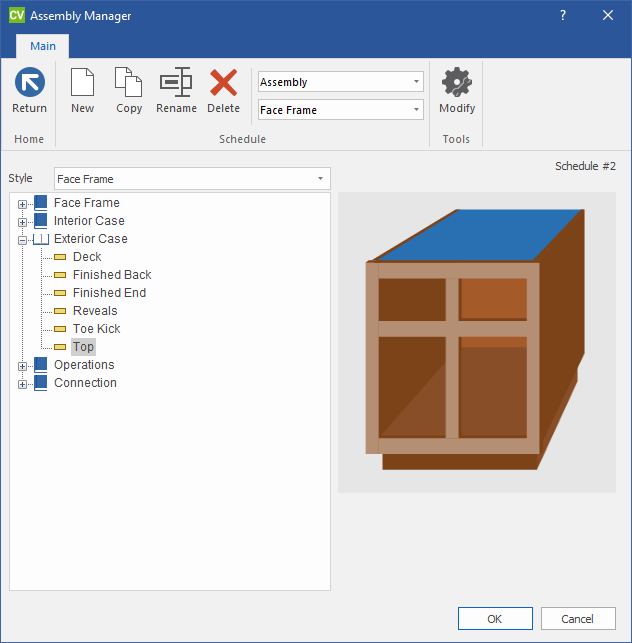 CV Assembly Manager ? ×
Main
Return New Copy Rename Delete Assembly Face Frame Modify
Home Schedule Tools
Schedule #2
Style Face Frame
Face Frame
Interior Case
Exterior Case
Deck
Finished Back
Finished End
Reveals
Toe Kick
Top
Operations
Connection
OK Cancel